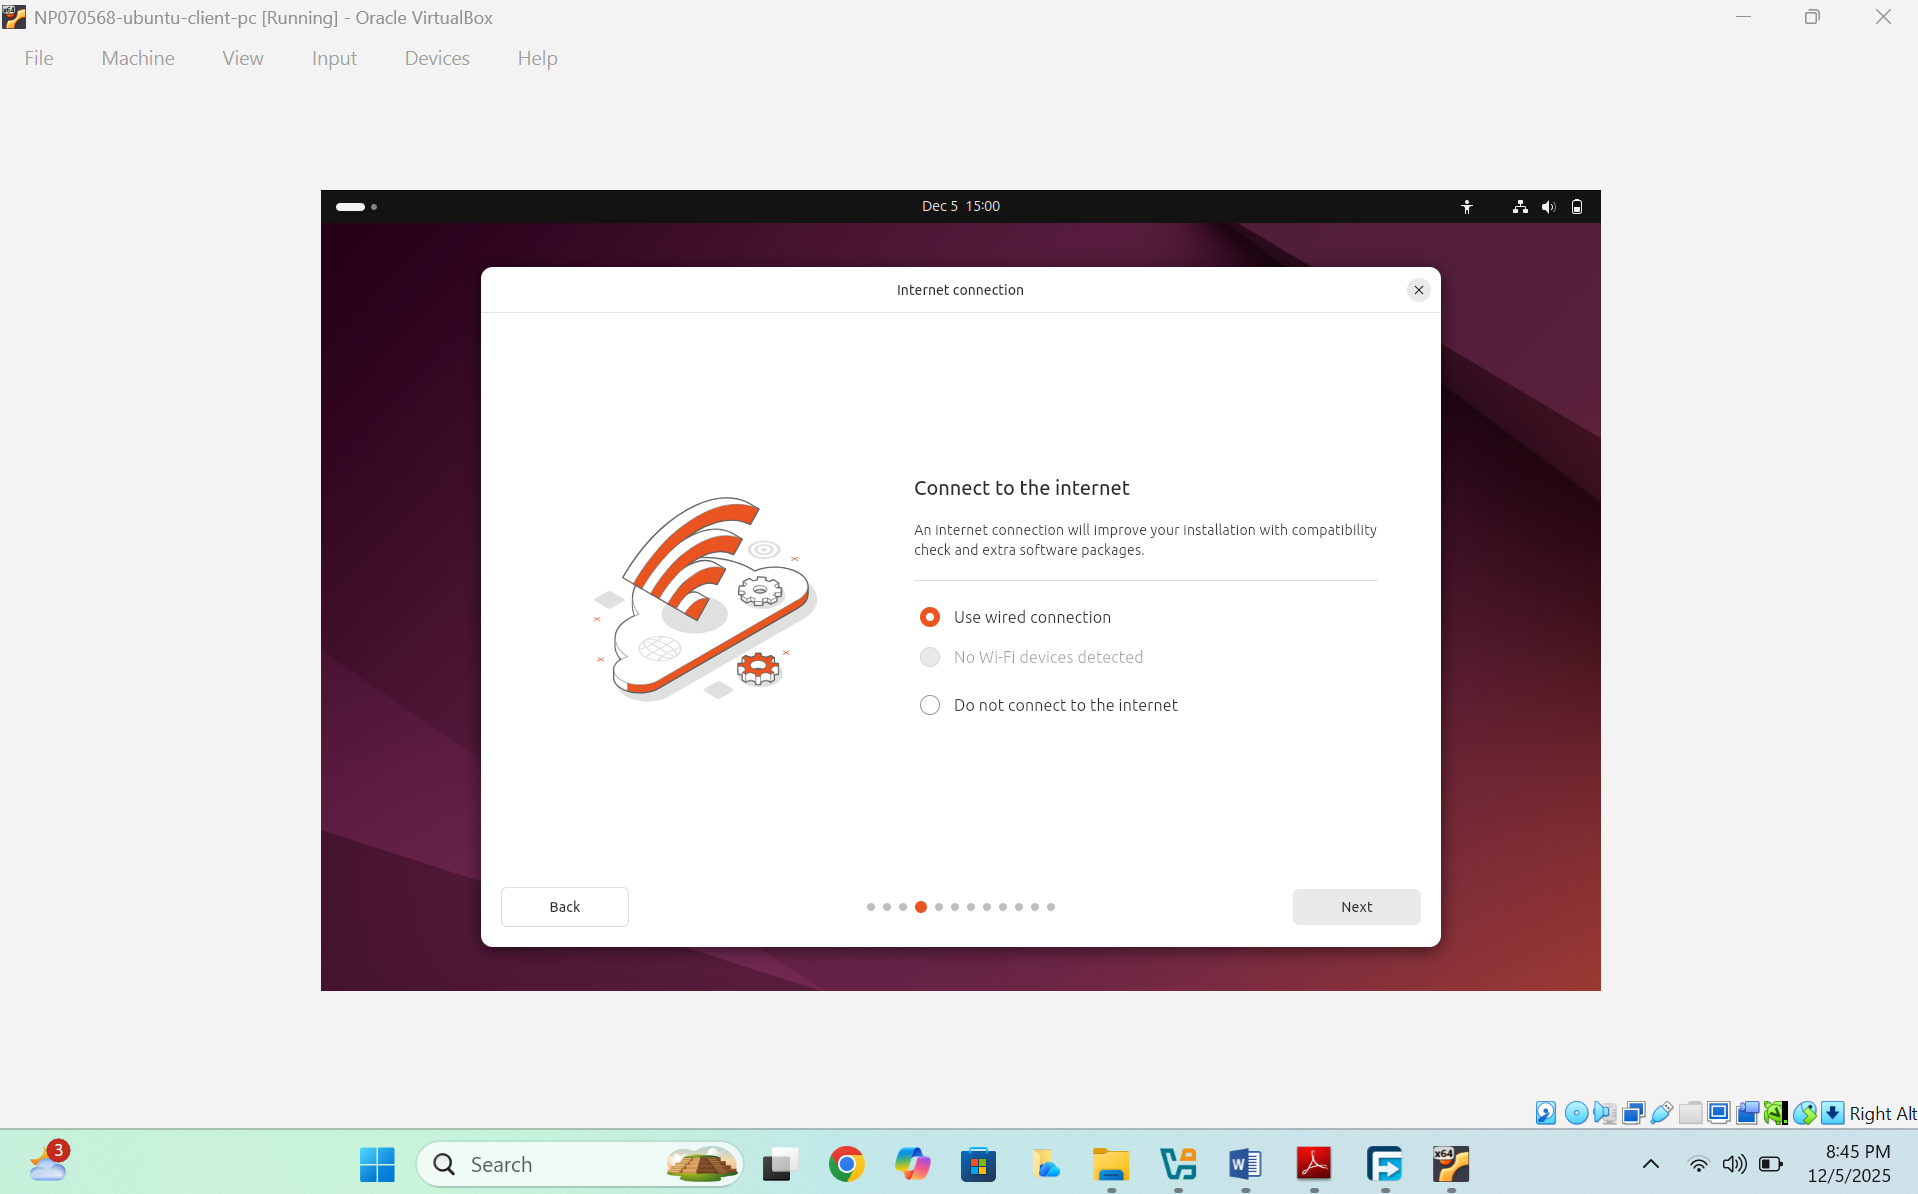 NP070568-ubuntu-client-pc [Running] - Oracle VirtualBox
File Machine View Input Devices Help
Dec 5 15:00
Internet connection
Connect to the internet
An internet connection will improve your installation with compatibility
check and extra software packages.
Use wired connection
No Wi-Fi devices detected
Do not connect to the internet
Back
Next
Right Alt
3
Search
x64
8:45 PM
12/5/2025